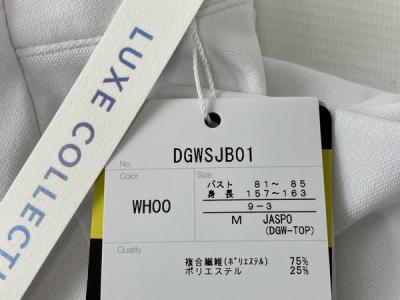 LUXE COLLECTI
No. DGWSJB01
Color
WH00
Size
バスト 81～ 85
身 長 157～163
9-3
M JASPO
(DGW-TOP)
Quality
複合繊維(ﾎﾟﾘｴｽﾃﾙ) 75%
ポリエステル 25%